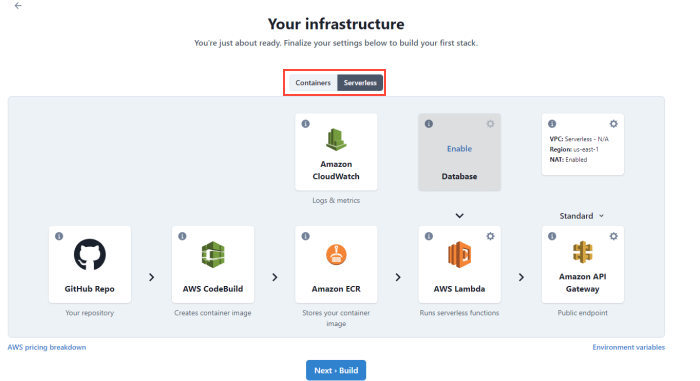 Your infrastructure
You're just about ready. Finalize your settings below to build your first stack.
Containers
Serverless
Amazon
CloudWatch
Logs & metrics
Enable
Database
VPC: Serverless - N/A
Region: us-east-1
NAT: Enabled
Standard
GitHub Repo
Your repository
AWS CodeBuild
Creates container image
Amazon ECR
Stores your container
image
AWS Lambda
Runs serverless functions
Amazon API
Gateway
Public endpoint
AWS pricing breakdown
Environment variables
Next › Build